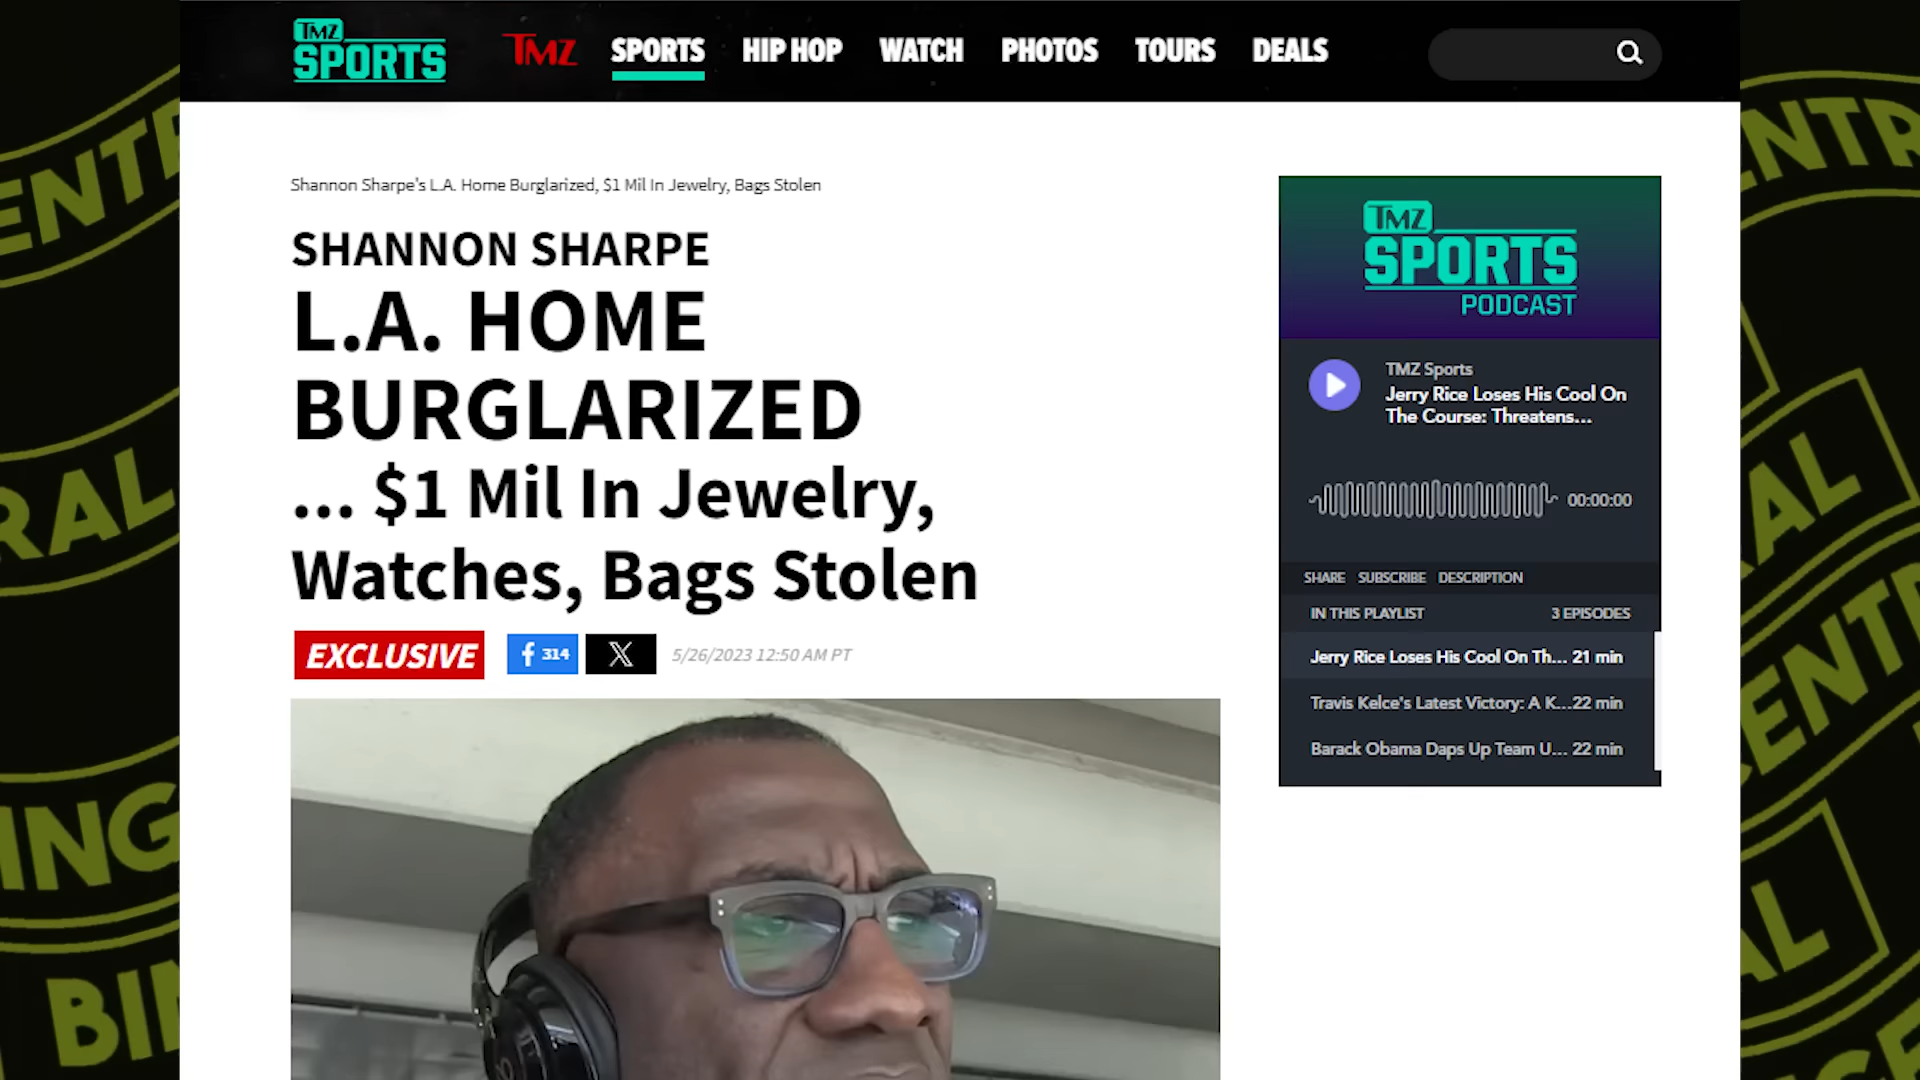 TMZ
SPORTS
TMZ
SPORTS
HIP HOP
WATCH
PHOTOS
TOURS
DEALS
Shannon Sharpe's L.A. Home Burglarized, $1 Mil In Jewelry, Bags Stolen
SHANNON SHARPE
L.A. HOME
BURGLARIZED
... $1 Mil In Jewelry,
Watches, Bags Stolen
EXCLUSIVE
f 314
X
5/26/2023 12:50 AM PT
TMZ
SPORTS
PODCAST
TMZ Sports
Jerry Rice Loses His Cool On
The Course: Threatens...
00:00:00
SHARE SUBSCRIBE DESCRIPTION
IN THIS PLAYLIST 3 EPISODES
Jerry Rice Loses His Cool On Th... 21 min
Travis Kelce's Latest Victory: A K...22 min
Barack Obama Daps Up Team U... 22 min